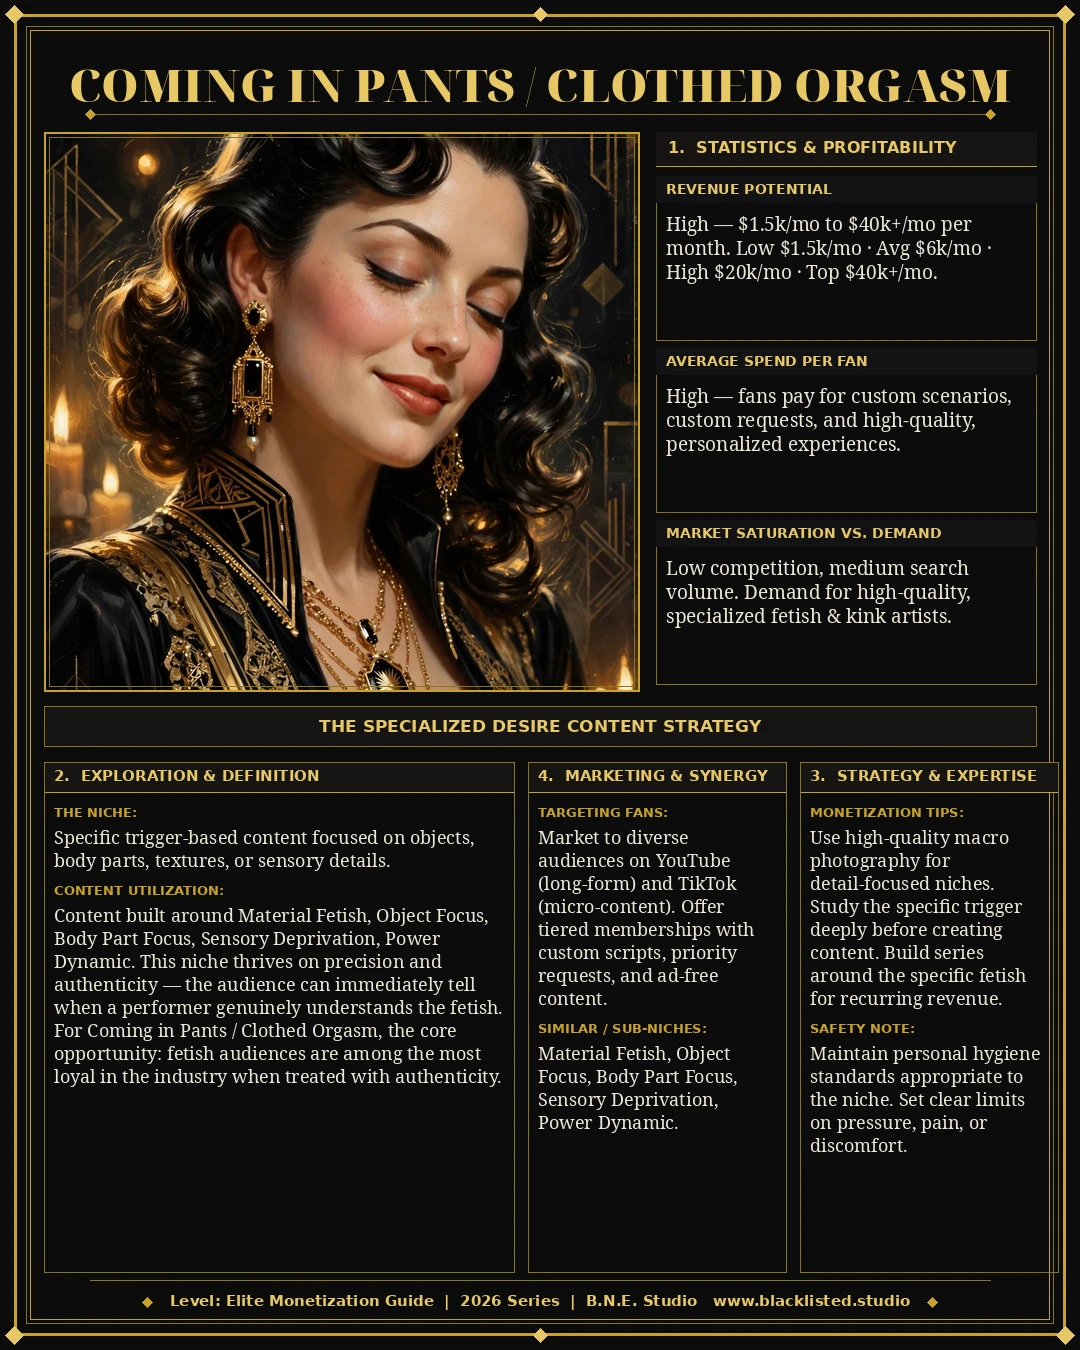 COMING IN PANTS / CLOTHED ORGASM
1. STATISTICS & PROFITABILITY
REVENUE POTENTIAL
High — $1.5k/mo to $40k+/mo per
month. Low $1.5k/mo · Avg $6k/mo ·
High $20k/mo · Top $40k+/mo.
AVERAGE SPEND PER FAN
High — fans pay for custom scenarios,
custom requests, and high-quality,
personalized experiences.
MARKET SATURATION VS. DEMAND
Low competition, medium search
volume. Demand for high-quality,
specialized fetish & kink artists.
THE SPECIALIZED DESIRE CONTENT STRATEGY
2. EXPLORATION & DEFINITION
THE NICHE:
Specific trigger-based content focused on objects,
body parts, textures, or sensory details.
CONTENT UTILIZATION:
Content built around Material Fetish, Object Focus,
Body Part Focus, Sensory Deprivation, Power
Dynamic. This niche thrives on precision and
authenticity — the audience can immediately tell
when a performer genuinely understands the fetish.
For Coming in Pants / Clothed Orgasm, the core
opportunity: fetish audiences are among the most
loyal in the industry when treated with authenticity.
4. MARKETING & SYNERGY
TARGETING FANS:
Market to diverse
audiences on YouTube
(long-form) and TikTok
(micro-content). Offer
tiered memberships with
custom scripts, priority
requests, and ad-free
content.
SIMILAR / SUB-NICHES:
Material Fetish, Object
Focus, Body Part Focus,
Sensory Deprivation,
Power Dynamic.
3. STRATEGY & EXPERTISE
MONETIZATION TIPS:
Use high-quality macro
photography for
detail-focused niches.
Study the specific trigger
deeply before creating
content. Build series
around the specific fetish
for recurring revenue.
SAFETY NOTE:
Maintain personal hygiene
standards appropriate to
the niche. Set clear limits
on pressure, pain, or
discomfort.
Level: Elite Monetization Guide | 2026 Series | B.N.E. Studio www.blacklisted.studio